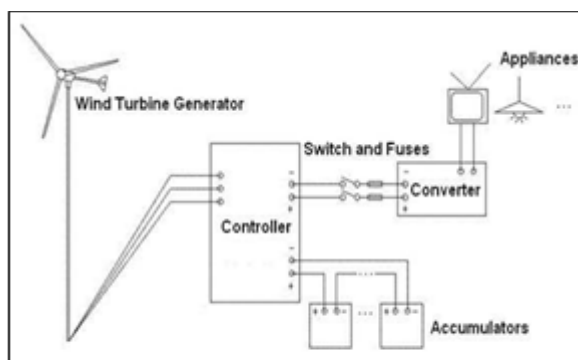 Appliances
Wind Turbine Generator
...
Switch and Fuses
- -
Converter
+ +
Controller
-
+
...
+ - ... + -
Accumulators